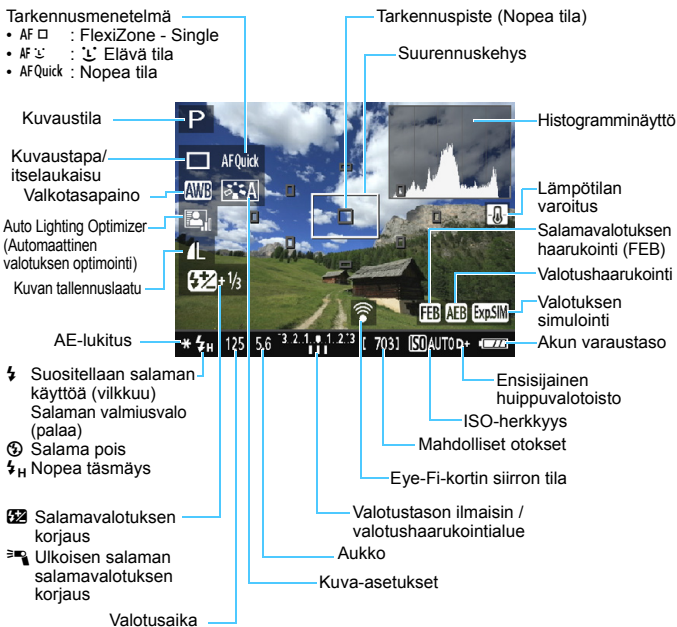 Tarkennusmenetelmä
• AF □ : FlexiZone - Single
• AF : Elävä tila
• AFQuick : Nopea tila
Tarkennuspiste (Nopea tila)
Suurennuskehys
Kuvaustila
Histogramminäyttö
Kuvaustapa/
itselaukaisu
Valkotasapaino
Auto Lighting Optimizer
(Automaattinen
valotuksen optimointi)
Kuvan tallennuslaatu
AE-lukitus
Lämpötilan
varoitus
Salamavalotuksen
haarukointi (FEB)
Valotushaarukointi
Valotuksen
simulointi
Akun varaustaso
P
AFQuick
AWB
A
L
+1/3
FEB AEB Exp.SIM
H 125 5.6 3..2..1..1..2..3 [ 703] ISO AUTO D+
Suositellaan salaman
käyttöä (vilkkuu)
Salaman valmiusvalo
(palaa)
Salama pois
H Nopea täsmäys
Ensisijainen
huippuvalotoisto
ISO-herkkyys
Mahdolliset otokset
Eye-Fi-kortin siirron tila
Salamavalotuksen
korjaus
Ulkoisen salaman
salamavalotuksen
korjaus
Valotustason ilmaisin /
valotushaarukointialue
Aukko
Kuva-asetukset
Valotusaika